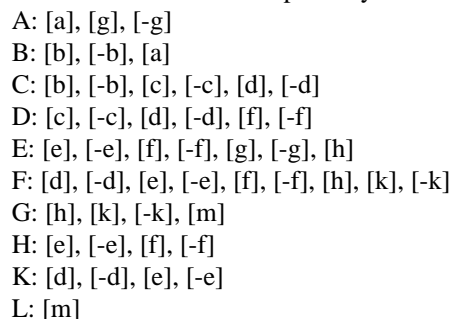 A: [a], [g], [-g]
B: [b], [-b], [a]
C: [b], [-b], [c], [-c], [d], [-d]
D: [c], [-c], [d], [-d], [f], [-f]
E: [e], [-e], [f], [-f], [g], [-g], [h]
F: [d], [-d], [e], [-e], [f], [-f], [h], [k], [-k]
G: [h], [k], [-k], [m]
H: [e], [-e], [f], [-f]
K: [d], [-d], [e], [-e]
L: [m]